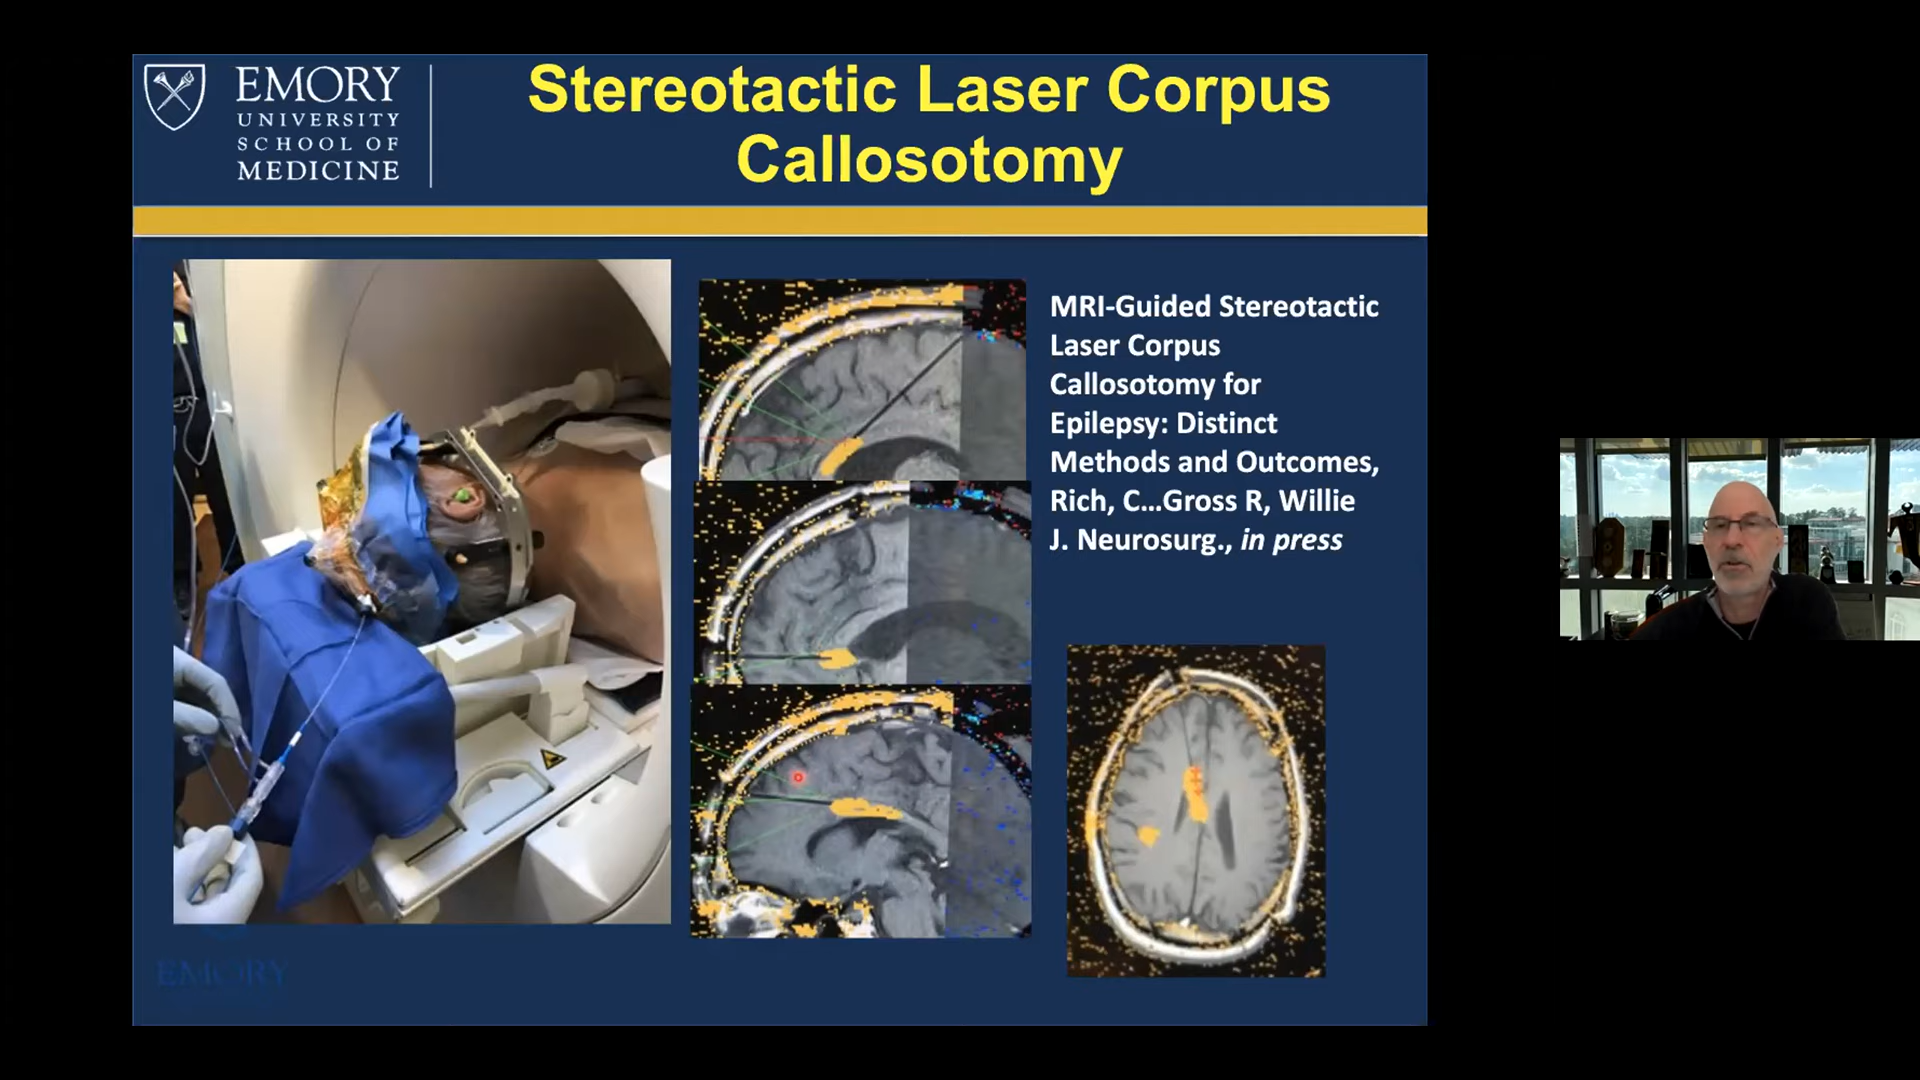 EMORY
UNIVERSITY
SCHOOL OF
MEDICINE
Stereotactic Laser Corpus
Callosotomy
MRI-Guided Stereotactic
Laser Corpus
Callosotomy for
Epilepsy: Distinct
Methods and Outcomes,
Rich, C...Gross R, Willie
J. Neurosurg., in press
EMORY